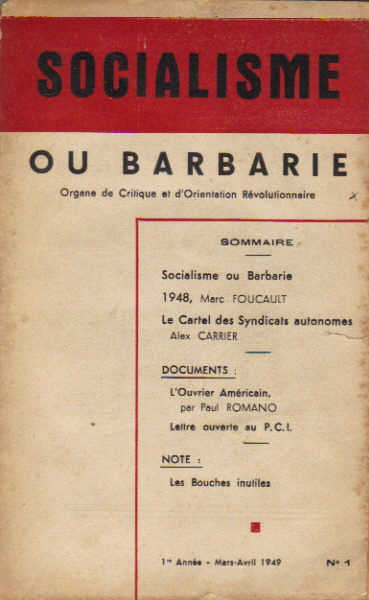 SOCIALISME
OU BARBARIE
Organe de Critique et d'Orientation Révolutionnaire
SOMMAIRE
Socialisme ou Barbarie
1948, Marc FOUCAULT
Le Cartel des Syndicats autonomes
Alex CARRIER
DOCUMENTS :
L'Ouvrier Américain,
par Paul ROMANO
Lettre ouverte au P.C.I.
NOTE :
Les Bouches inutiles
1re Année - Mars-Avril 1949 N° 1